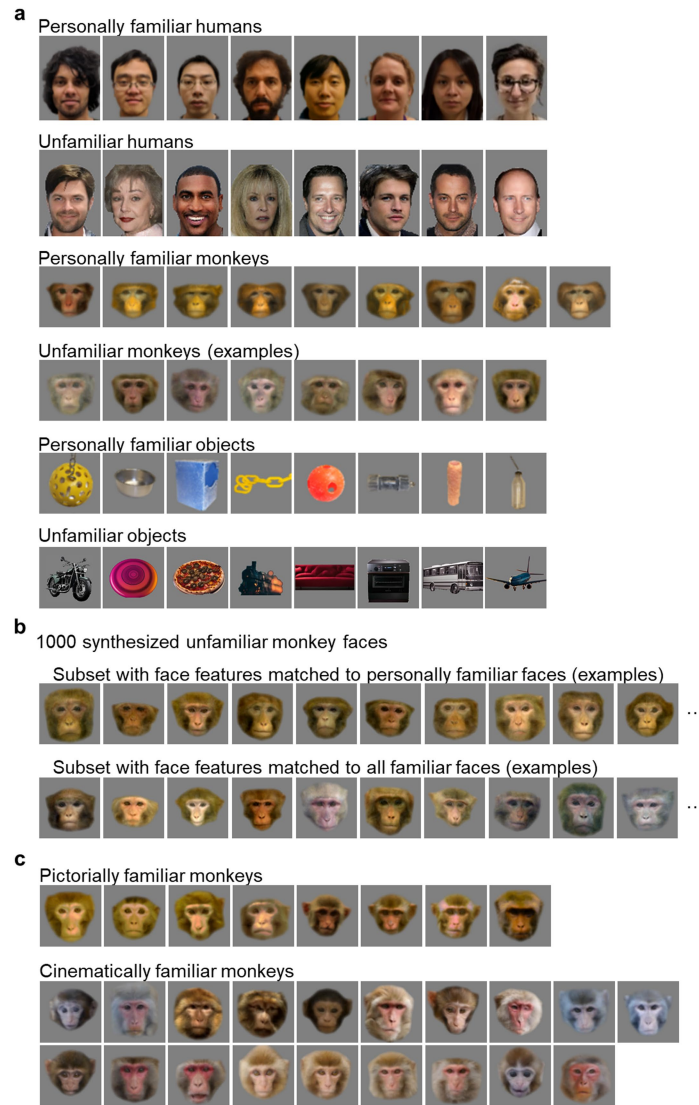 a
Personally familiar humans
Unfamiliar humans
Personally familiar monkeys
Unfamiliar monkeys (examples)
Personally familiar objects
Unfamiliar objects
b
1000 synthesized unfamiliar monkey faces
Subset with face features matched to personally familiar faces (examples)
..
Subset with face features matched to all familiar faces (examples)
..
c
Pictorially familiar monkeys
Cinematically familiar monkeys